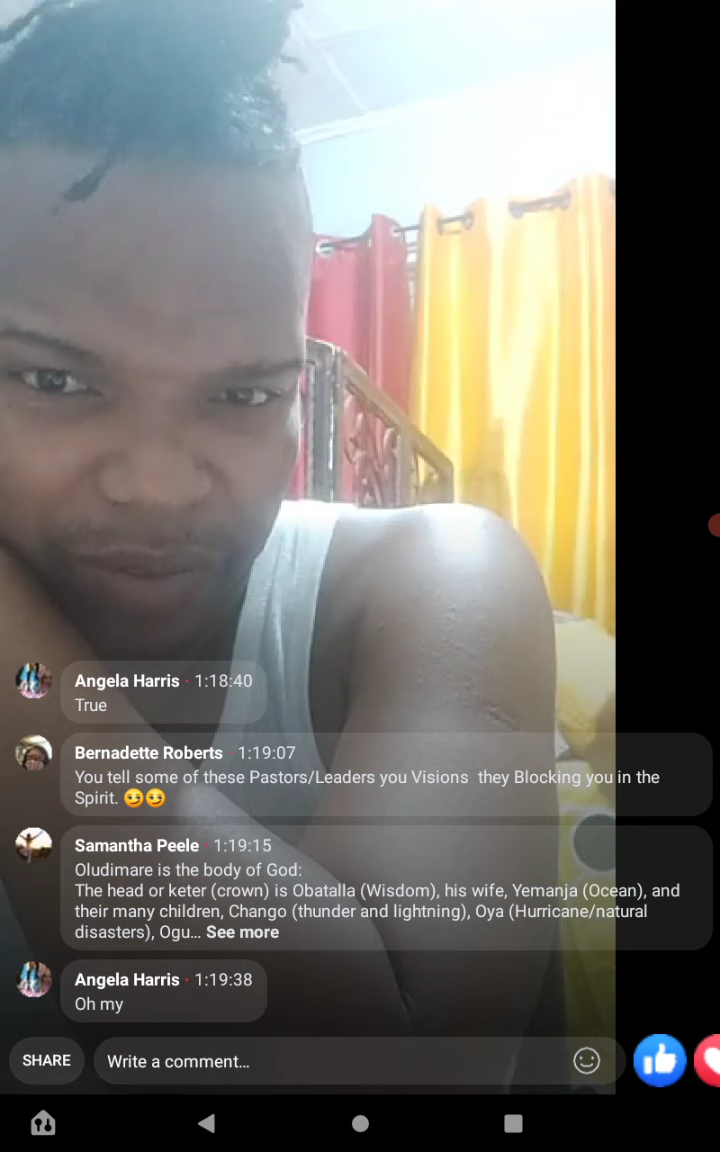 Angela Harris · 1:18:40
True
Bernadette Roberts · 1:19:07
You tell some of these Pastors/Leaders you Visions  they Blocking you in the
Spirit. 😏😏
Samantha Peele · 1:19:15
Oludimare is the body of God:
The head or keter (crown) is Obatalla (Wisdom), his wife, Yemanja (Ocean), and
their many children, Chango (thunder and lightning), Oya (Hurricane/natural
disasters), Ogu... See more
Angela Harris · 1:19:38
Oh my
SHARE
Write a comment...